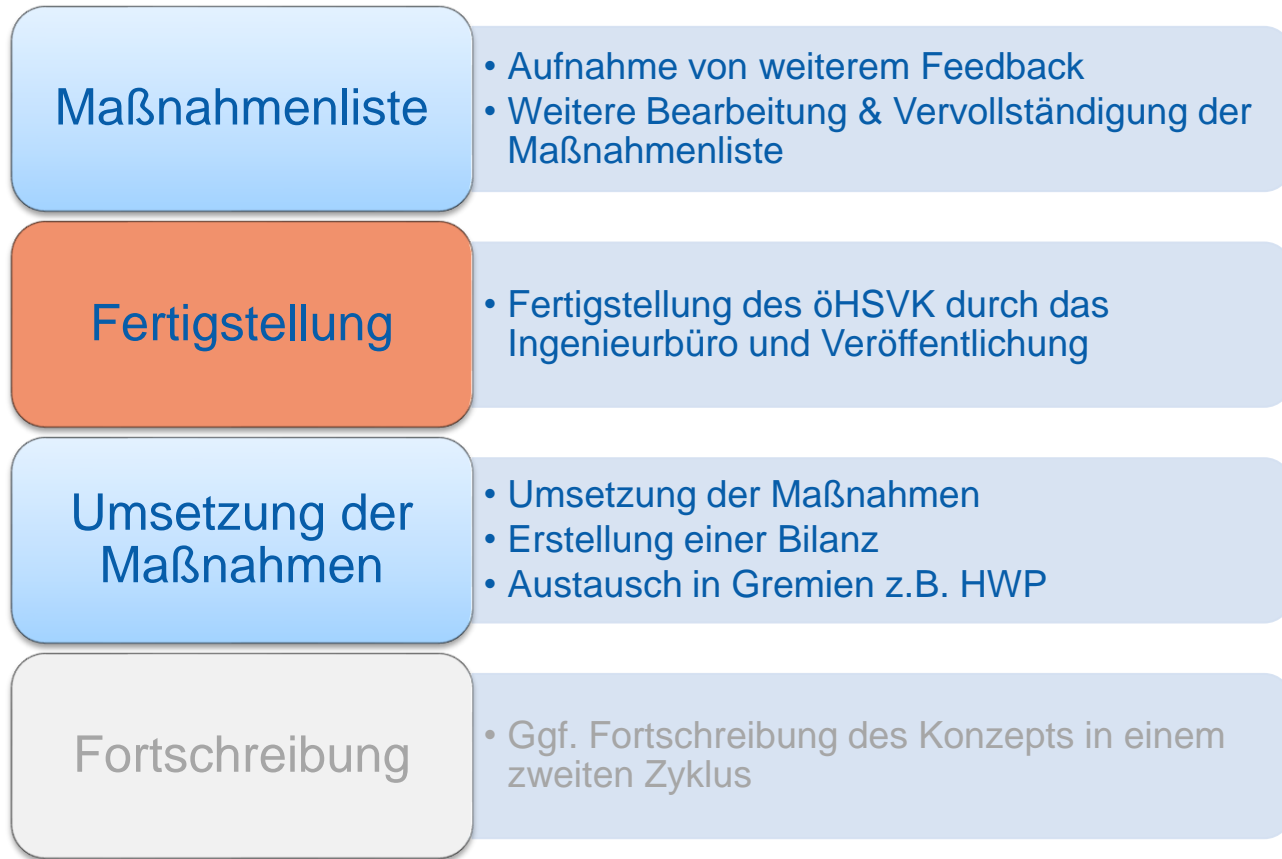 Maßnahmenliste
• Aufnahme von weiterem Feedback
• Weitere Bearbeitung & Vervollständigung der
Maßnahmenliste
Fertigstellung
• Fertigstellung des öHSVK durch das
Ingenieurbüro und Veröffentlichung
Umsetzung der
Maßnahmen
• Umsetzung der Maßnahmen
• Erstellung einer Bilanz
• Austausch in Gremien z.B. HWP
Fortschreibung
• Ggf. Fortschreibung des Konzepts in einem
zweiten Zyklus